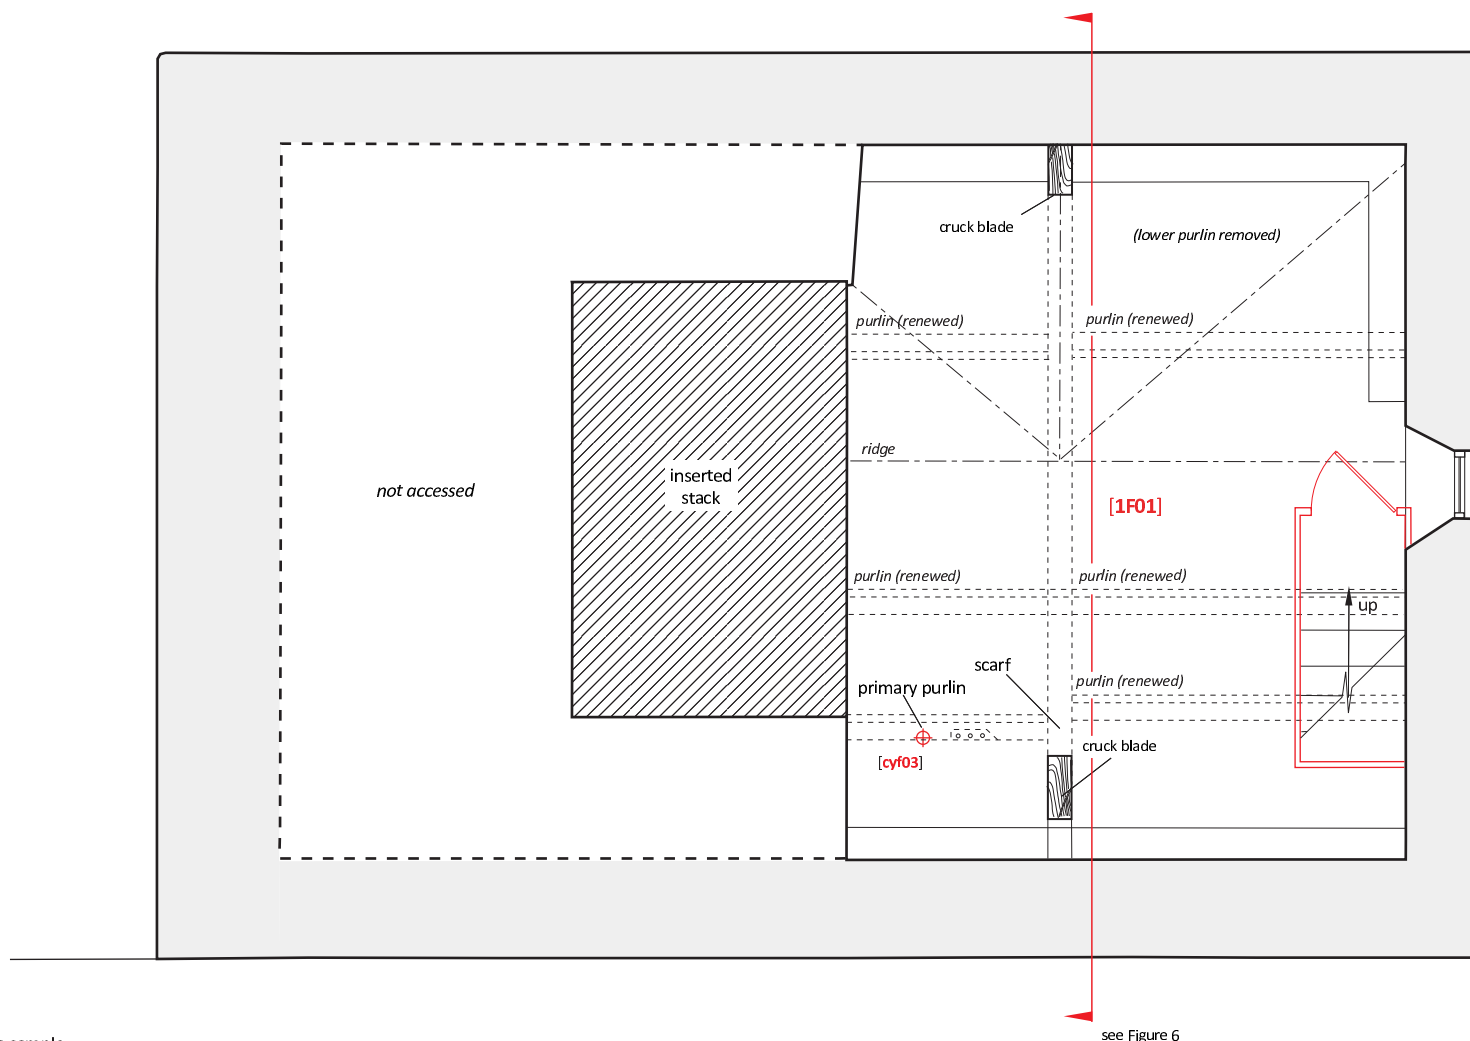 cruck blade
(lower purlin removed)
purlin (renewed)
purlin (renewed)
ridge
not accessed
inserted
stack
[1F01]
purlin (renewed)
purlin (renewed)
up
scarf
primary purlin
purlin (renewed)
cruck blade
[cyf03]
see Figure 6